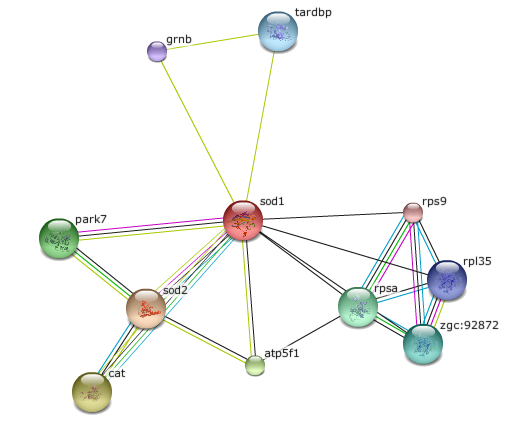 tardbp
grnb
sod1
rps9
park7
rpl35
sod2
rpsa
zgc:92872
atp5f1
cat